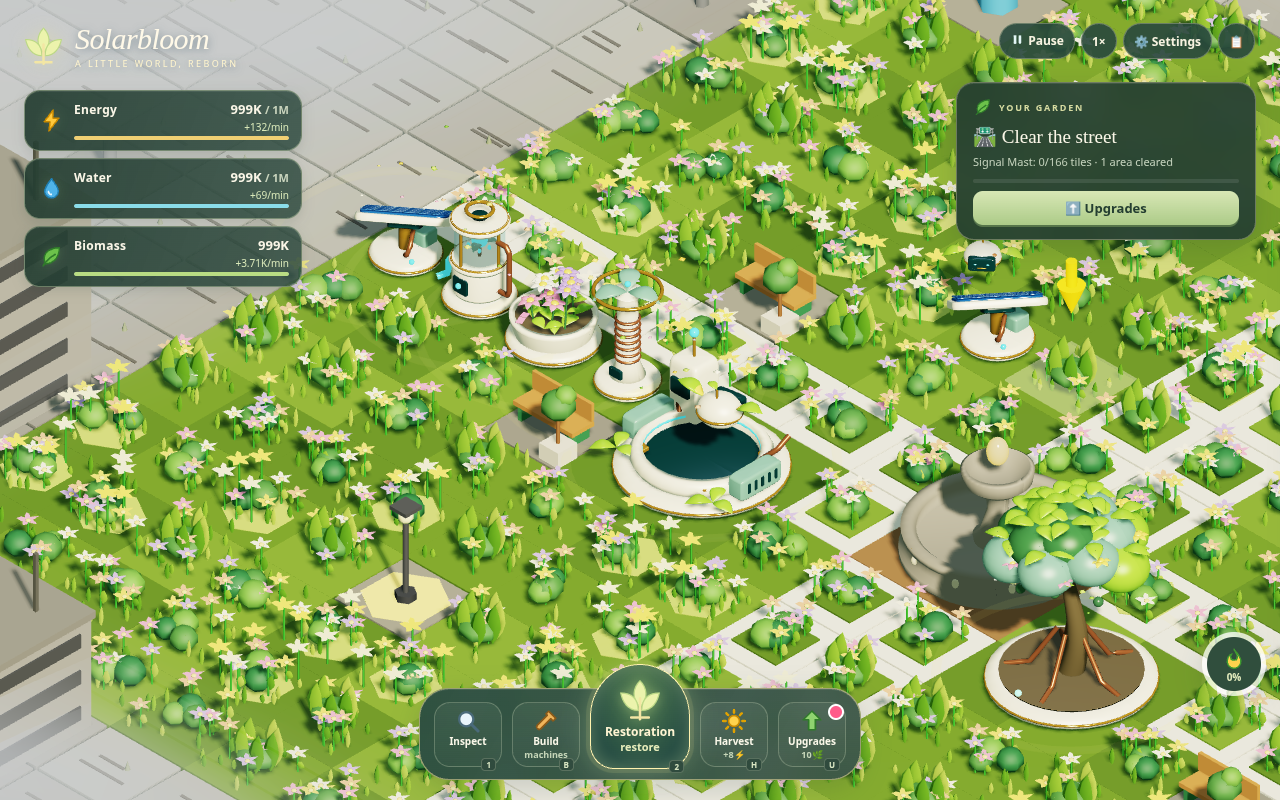 Solarbloom
A LITTLE WORLD, REBORN
Energy 999K / 1M
+132/min
Water 999K / 1M
+69/min
Biomass 999K
+3.71K/min
Pause 1× Settings
YOUR GARDEN
Clear the street
Signal Mast: 0/166 tiles · 1 area cleared
Upgrades
0%
Inspect
1
Build
machines
B
Restoration
restore
2
Harvest
+8
H
Upgrades
10
U